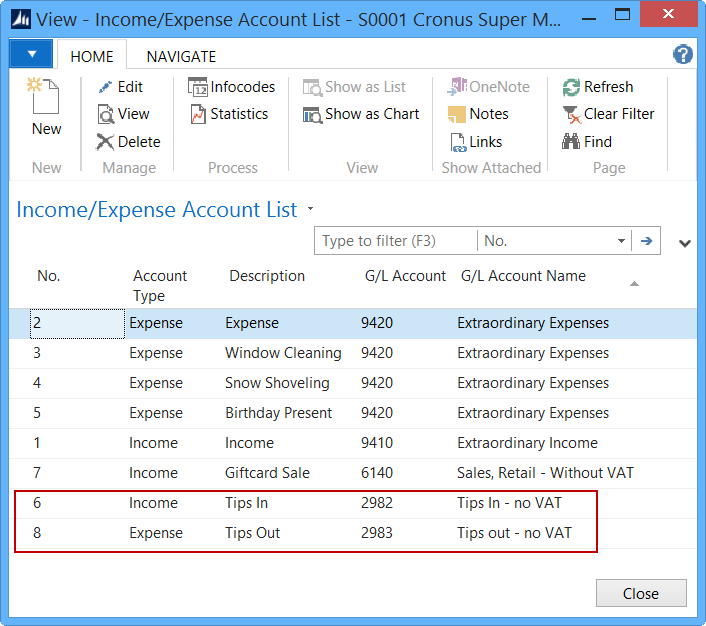 View - Income/Expense Account List - S0001 Cronus Super M...
HOME NAVIGATE
New
Edit
View
Delete
Infocodes
Statistics
Show as List
Show as Chart
OneNote
Notes
Links
Refresh
Clear Filter
Find
New Manage Process View Show Attached Page
Income/Expense Account List
Type to filter (F3) No.
No. Account Type Description G/L Account G/L Account Name
2 Expense Expense 9420 Extraordinary Expenses
3 Expense Window Cleaning 9420 Extraordinary Expenses
4 Expense Snow Shoveling 9420 Extraordinary Expenses
5 Expense Birthday Present 9420 Extraordinary Expenses
1 Income Income 9410 Extraordinary Income
7 Income Giftcard Sale 6140 Sales, Retail - Without VAT
6 Income Tips In 2982 Tips In - no VAT
8 Expense Tips Out 2983 Tips out - no VAT
Close